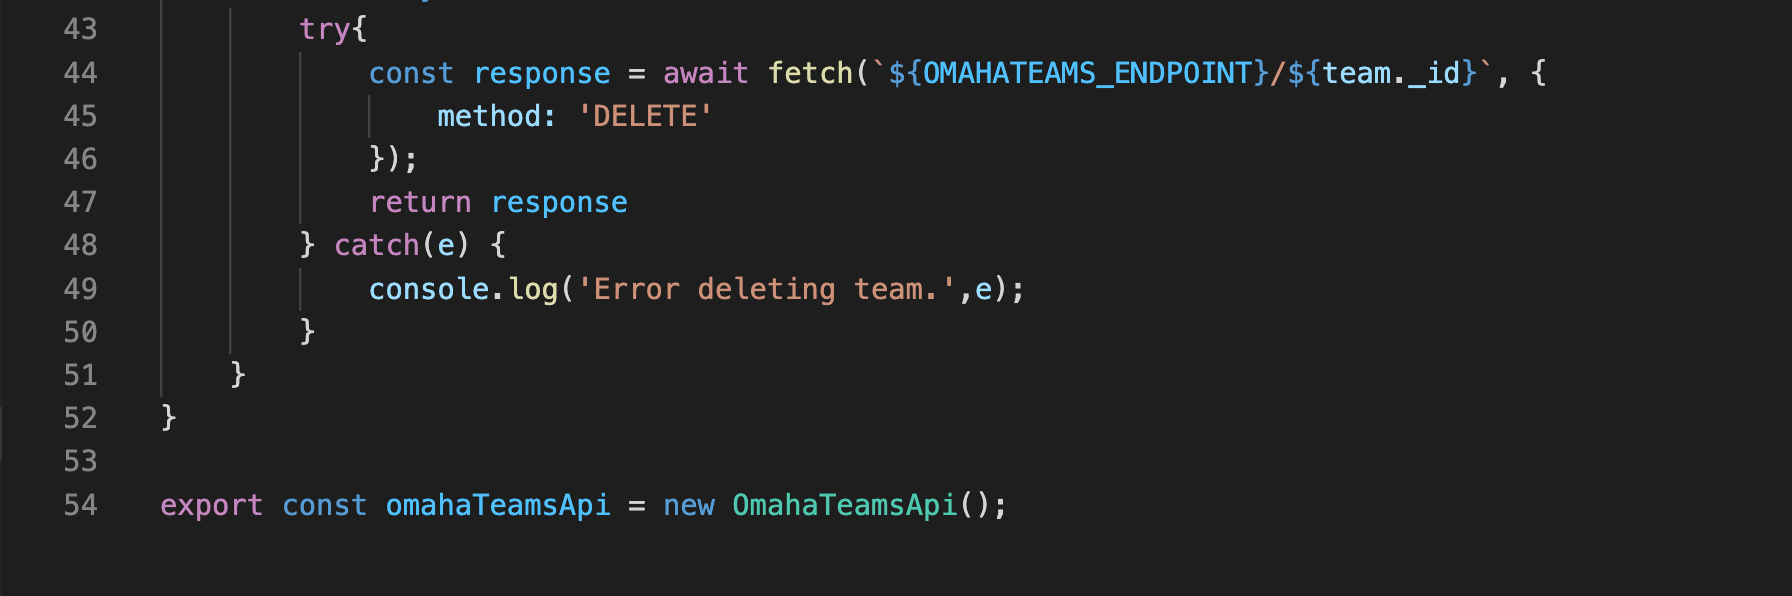 43 try{
44 const response = await fetch(`${OMAHATEAMS_ENDPOINT}/${team._id}`, {
45 method: 'DELETE'
46 });
47 return response
48 } catch(e) {
49 console.log('Error deleting team.',e);
50 }
51 }
52 }
53
54 export const omahaTeamsApi = new OmahaTeamsApi();